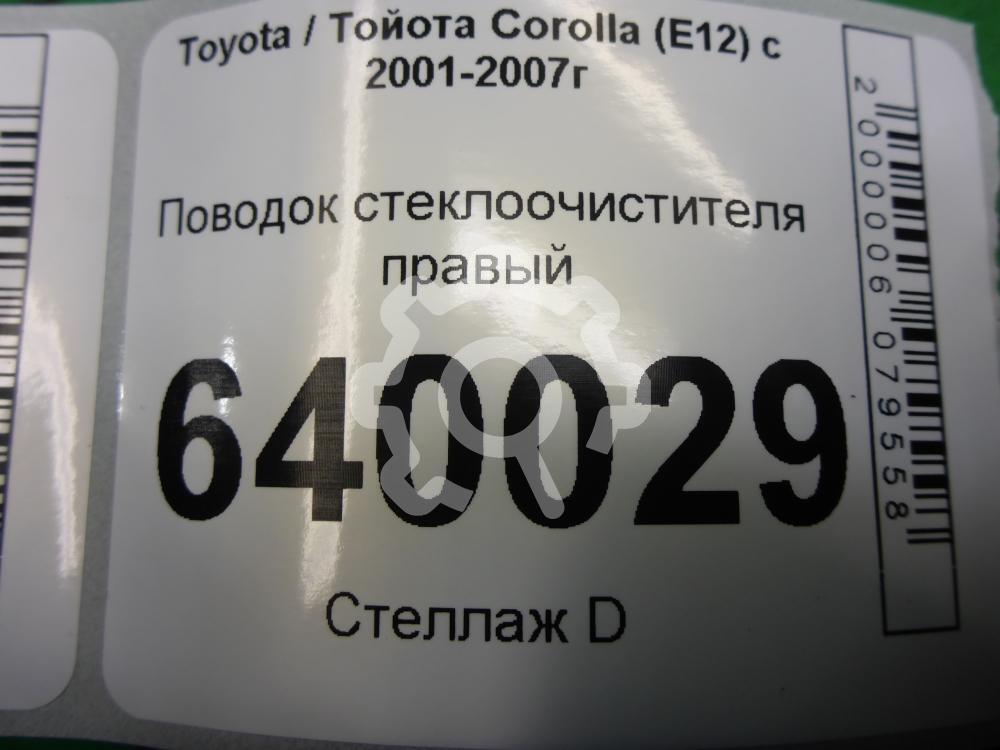 Toyota / Тойота Corolla (E12) с
2001-2007г
Поводок стеклоочистителя
правый
640029
Стеллаж D
2000006079558